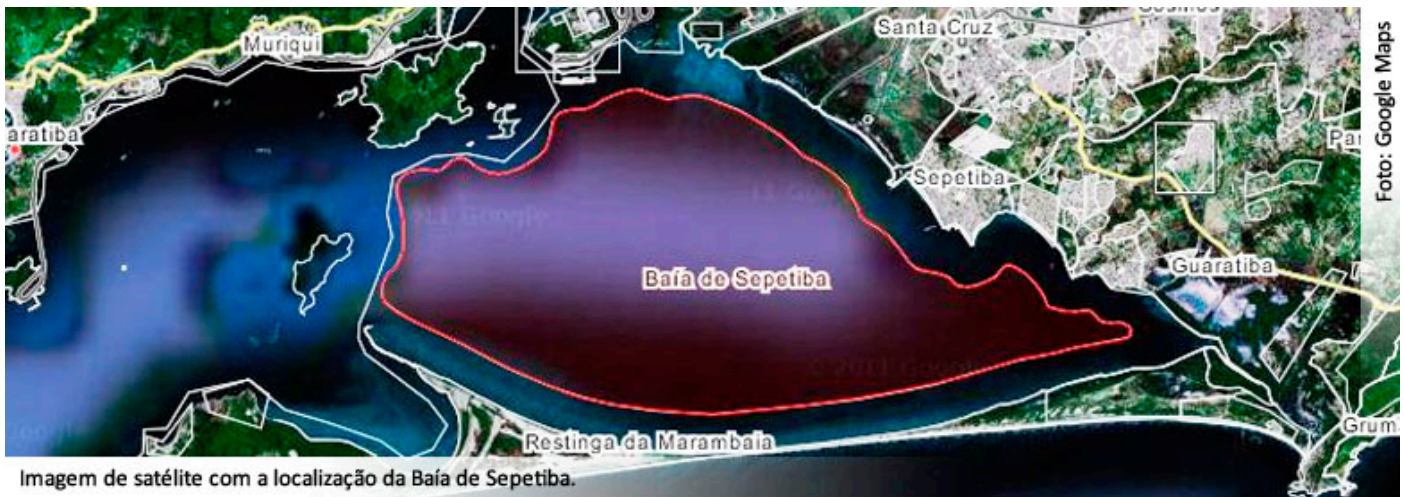 Muriqui
Santa Cruz
aratiba
Sepetiba
Guaratiba
Baía de Sepetiba
Restinga da Marambaia
Grum
Foto: Google Maps
Imagem de satélite com a localização da Baía de Sepetiba.